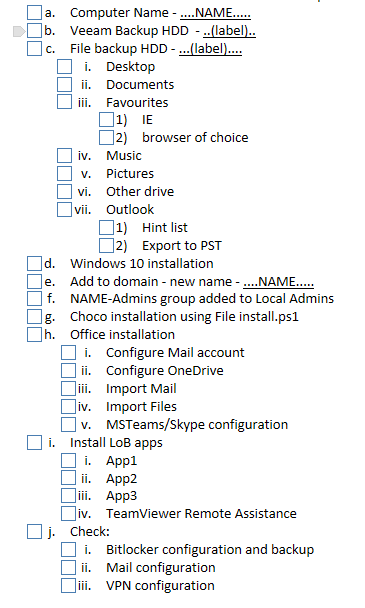 a. Computer Name - ....NAME.....
b. Veeam Backup HDD - ..(label)..
c. File backup HDD - ...(label)....
i. Desktop
ii. Documents
iii. Favourites
1) IE
2) browser of choice
iv. Music
v. Pictures
vi. Other drive
vii. Outlook
1) Hint list
2) Export to PST
d. Windows 10 installation
e. Add to domain - new name - ....NAME.....
f. NAME-Admins group added to Local Admins
g. Choco installation using File install.ps1
h. Office installation
i. Configure Mail account
ii. Configure OneDrive
iii. Import Mail
iv. Import Files
v. MSTeams/Skype configuration
i. Install LoB apps
i. App1
ii. App2
iii. App3
iv. TeamViewer Remote Assistance
j. Check:
i. Bitlocker configuration and backup
ii. Mail configuration
iii. VPN configuration